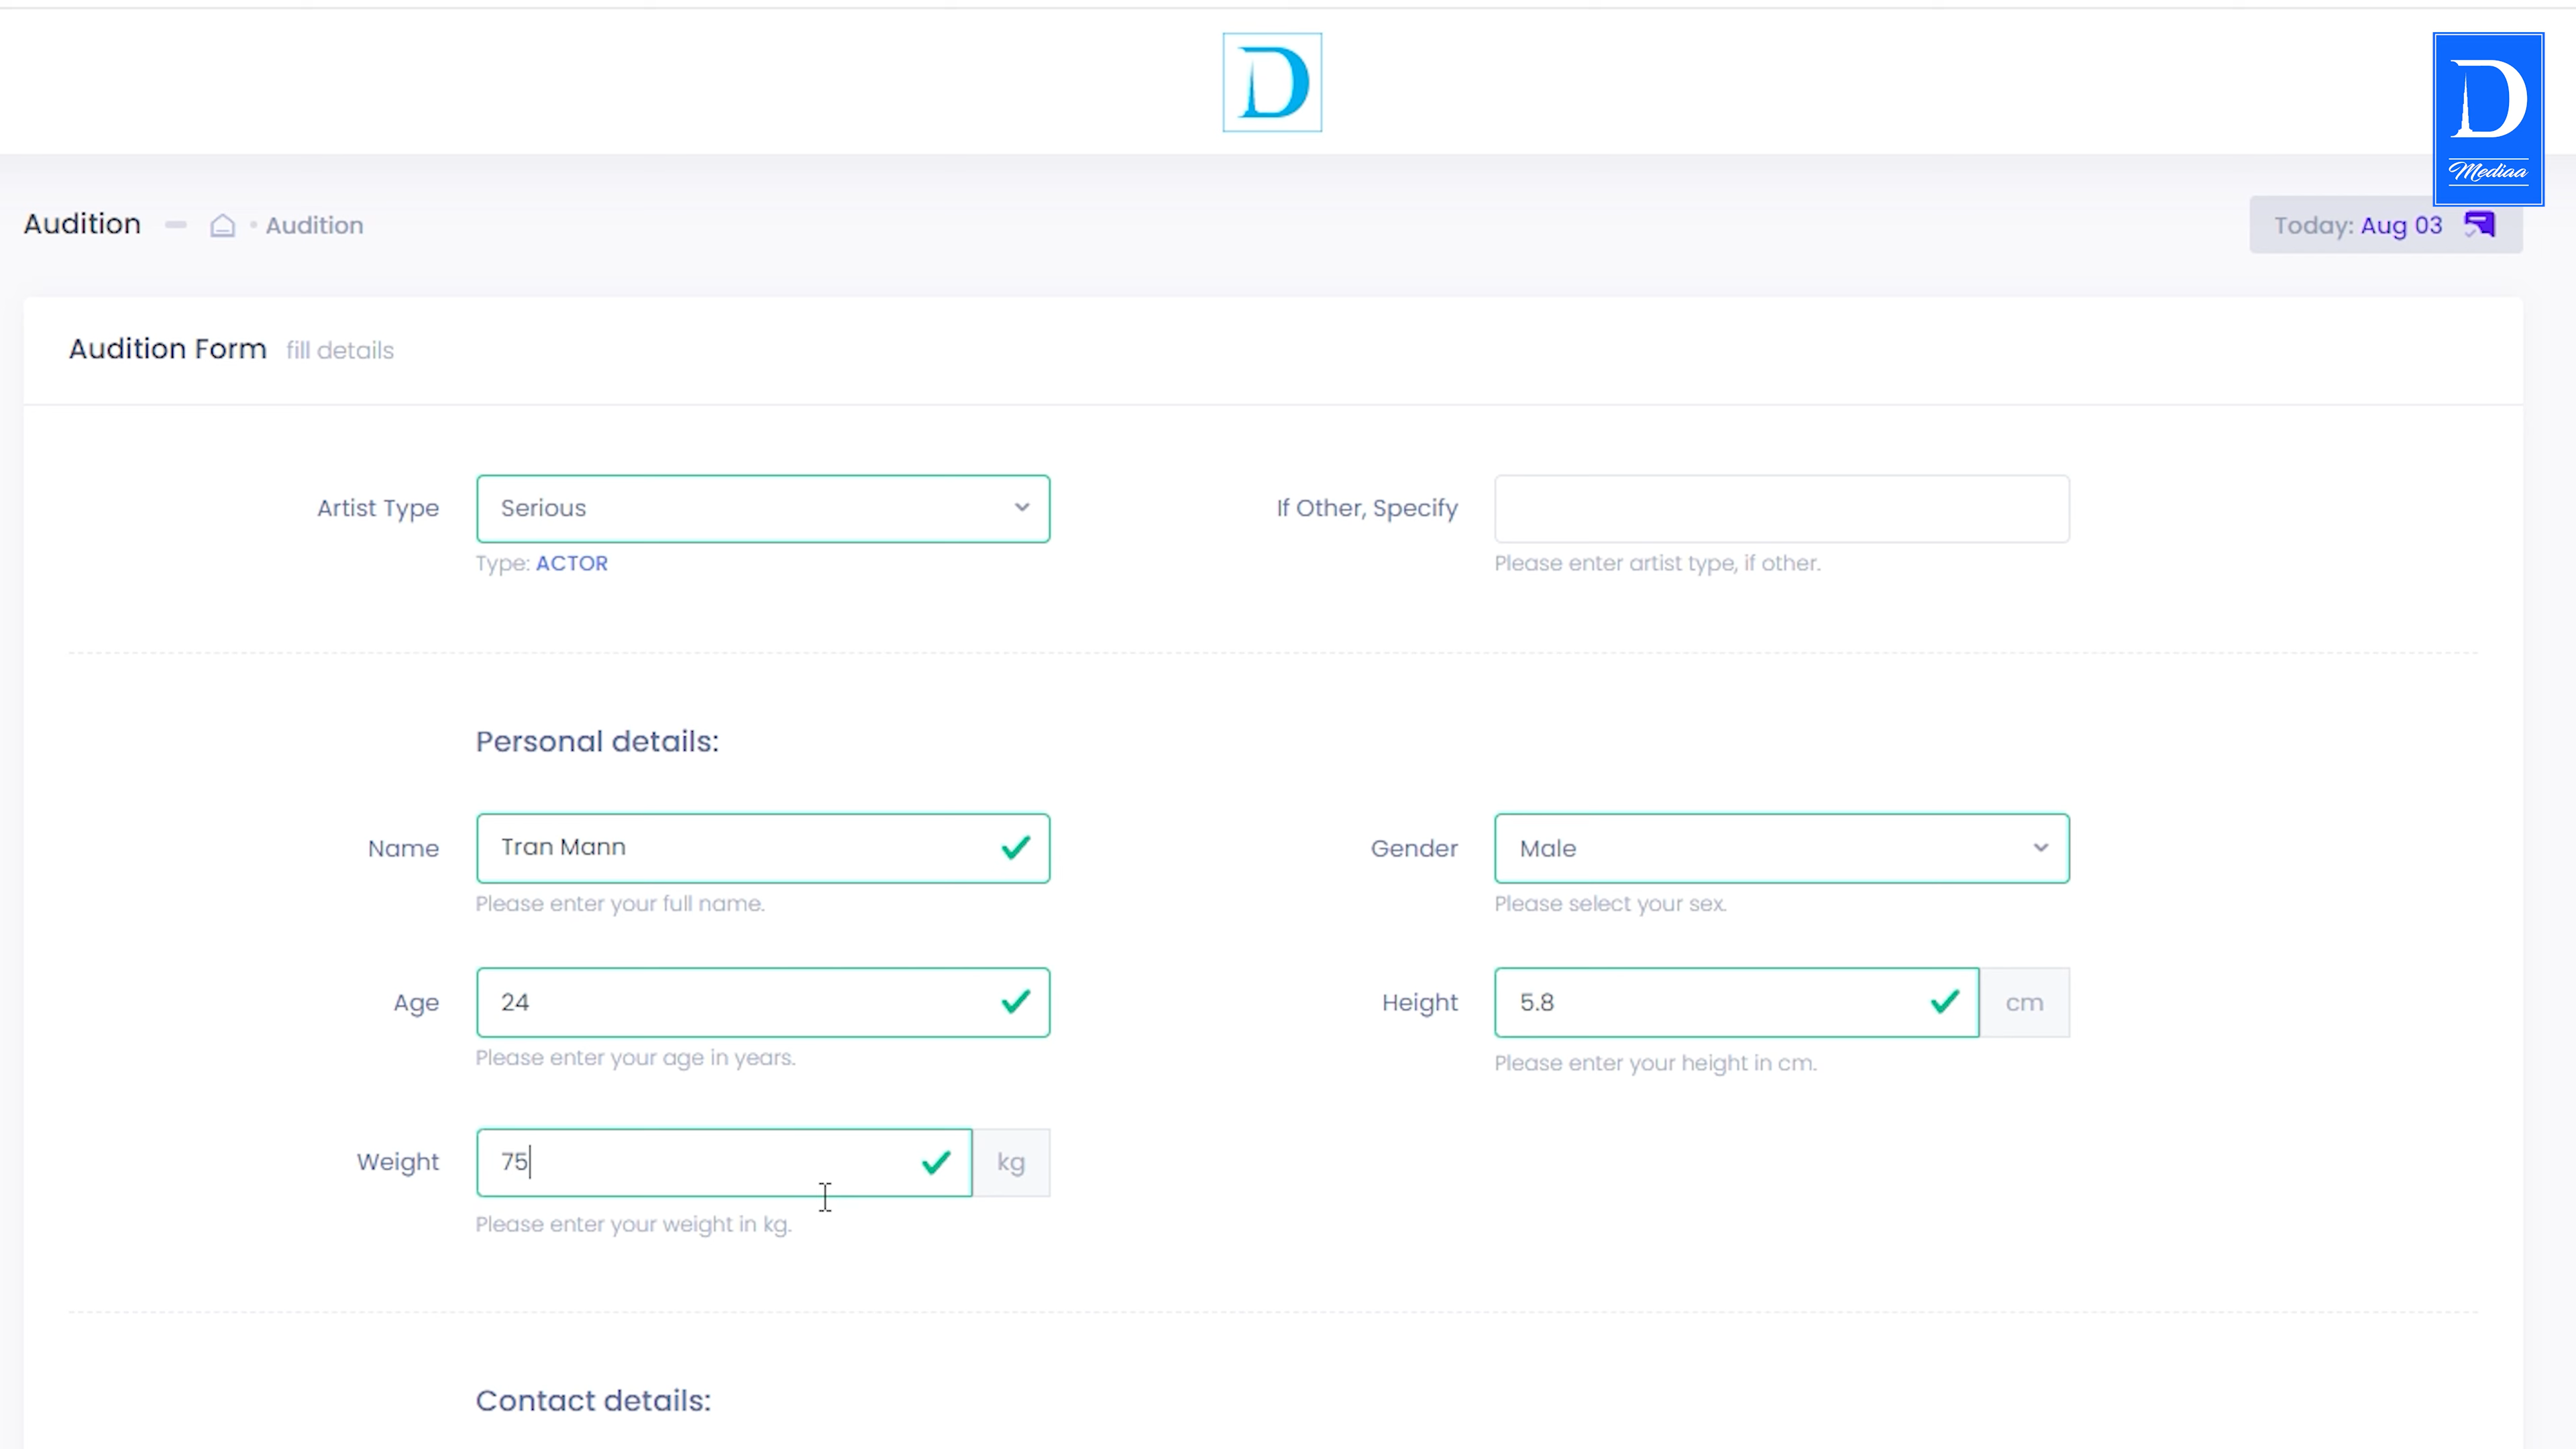 D
D
Mediaa
Audition • Audition
Today: Aug 03
Audition Form fill details
Artist Type Serious
Type: ACTOR
If Other, Specify
Please enter artist type, if other.
Personal details:
Name Tran Mann
Please enter your full name.
Gender Male
Please select your sex.
Age 24
Please enter your age in years.
Height 5.8 cm
Please enter your height in cm.
Weight 75 kg
Please enter your weight in kg.
Contact details: